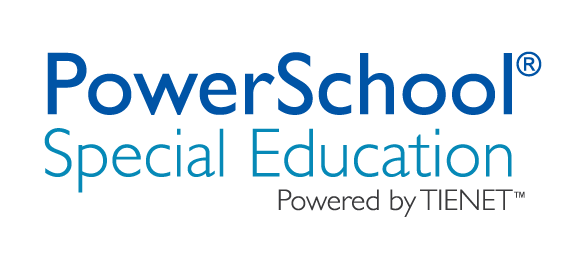 PowerSchool®
Special Education
Powered by TIENET™